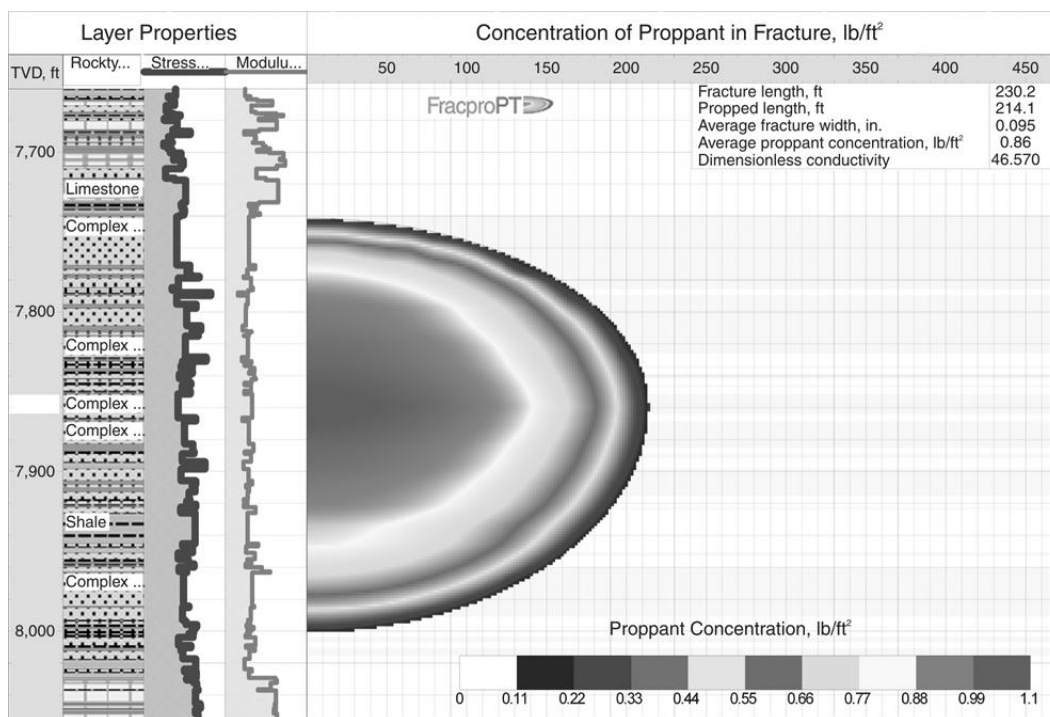 Layer Properties
Concentration of Proppant in Fracture, lb/ft²
TVD, ft
Rockty...
Stress...
Modulu...
50 100 150 200 250 300 350 400 450
FracproPT
Fracture length, ft 230.2
Propped length, ft 214.1
Average fracture width, in. 0.095
Average proppant concentration, lb/ft² 0.86
Dimensionless conductivity 46.570
7,700
Limestone
Complex ...
7,800
Complex ...
Complex ...
Complex ...
7,900
Shale
Complex ...
8,000
Proppant Concentration, lb/ft²
0 0.11 0.22 0.33 0.44 0.55 0.66 0.77 0.88 0.99 1.1